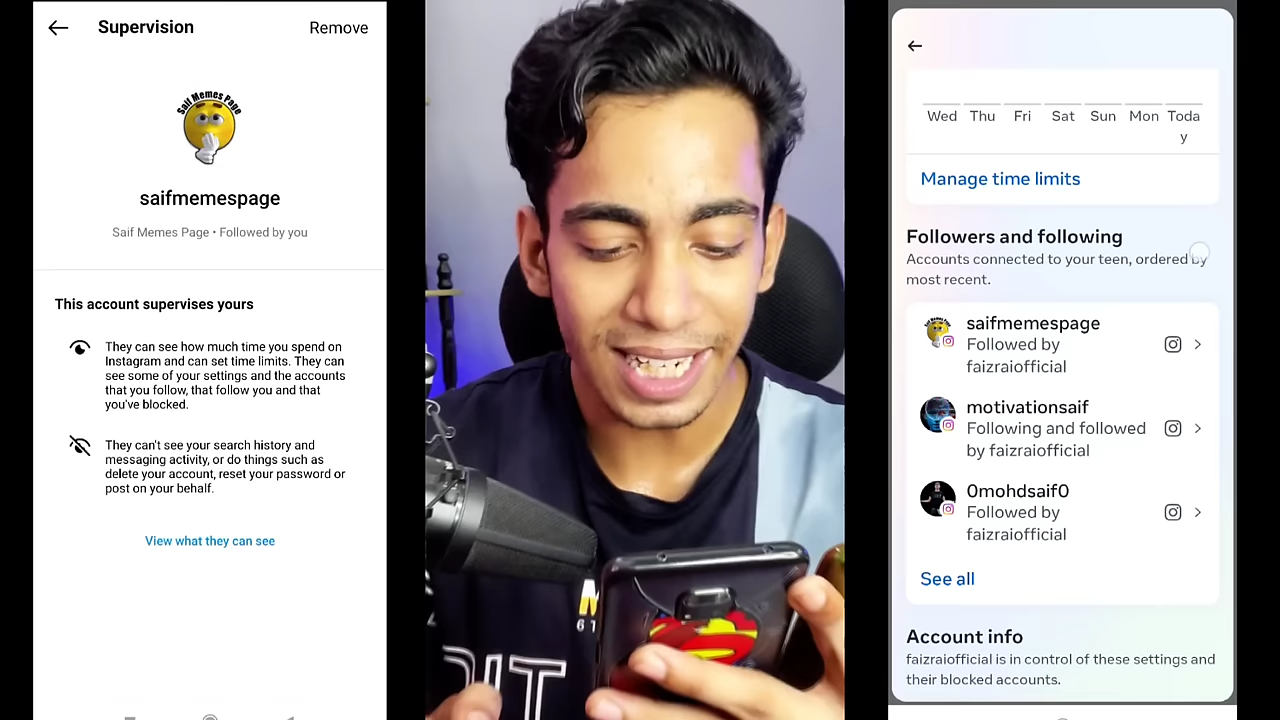 Supervision
Remove
Saif Memes Page
saifmemespage
Saif Memes Page • Followed by you
This account supervises yours
They can see how much time you spend on
Instagram and can set time limits. They can
see some of your settings and the accounts
that you follow, that follow you and that
you've blocked.
They can't see your search history and
messaging activity, or do things such as
delete your account, reset your password or
post on your behalf.
View what they can see
Wed Thu Fri Sat Sun Mon Toda
y
Manage time limits
Followers and following
Accounts connected to your teen, ordered by
most recent.
saifmemespage
Followed by
faizraiofficial
motivationsaif
Following and followed
by faizraiofficial
0mohdsaif0
Followed by
faizraiofficial
See all
Account info
faizraiofficial is in control of these settings and
their blocked accounts.